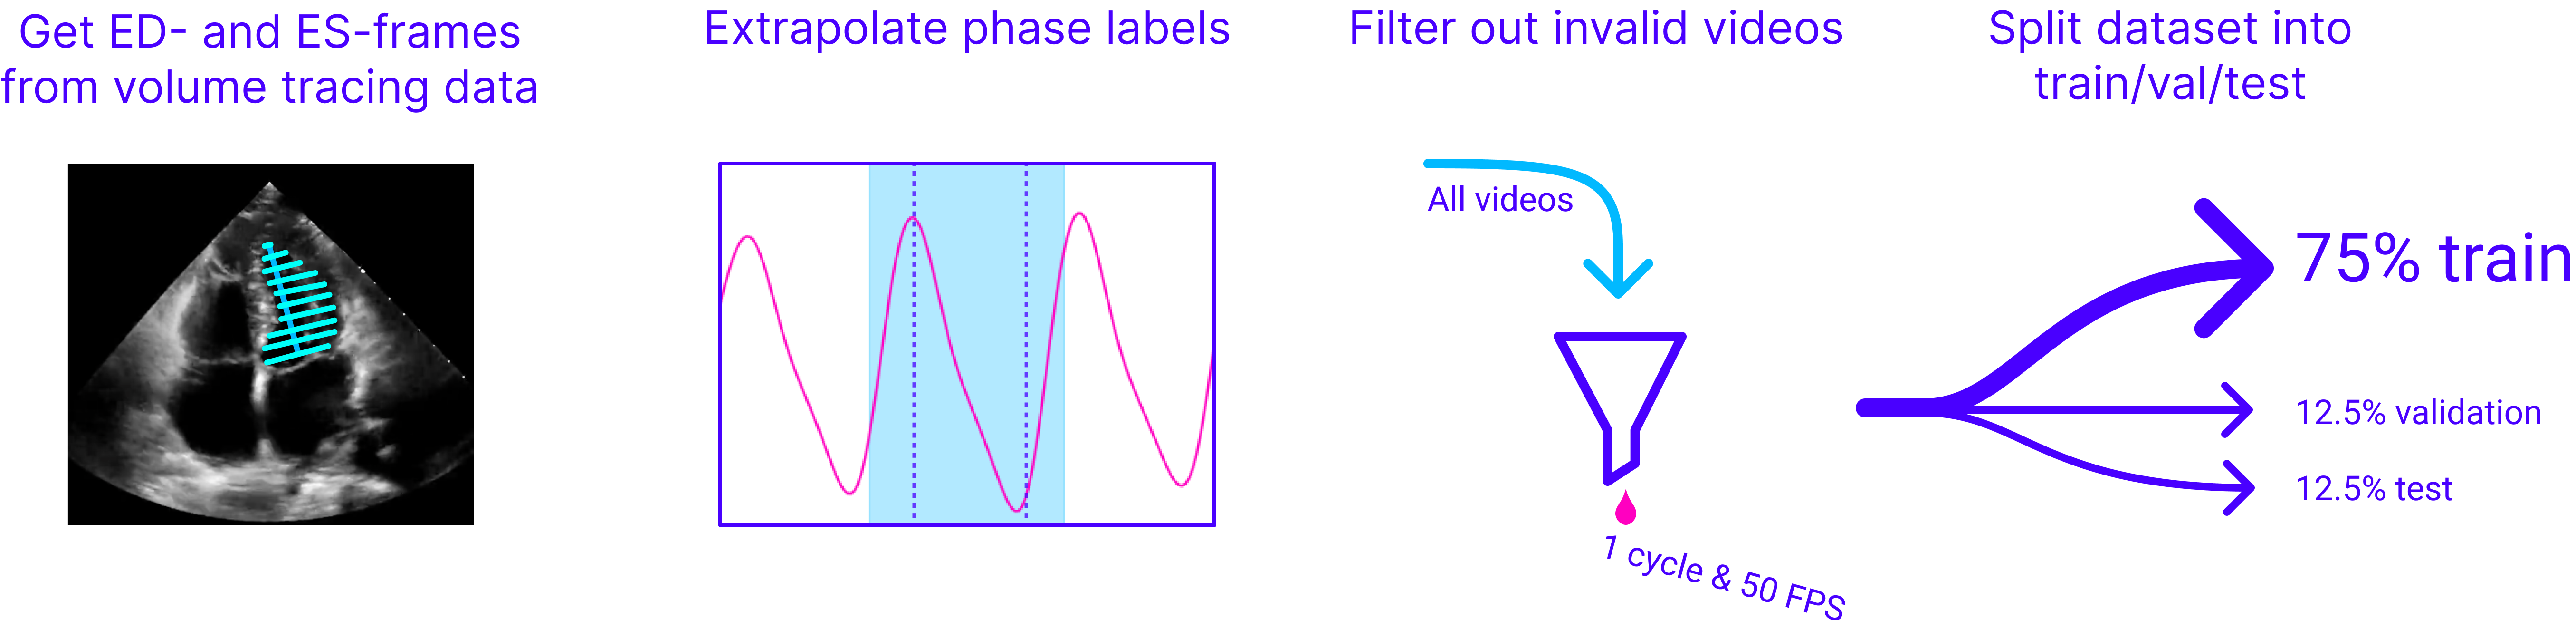 Get ED- and ES-frames
from volume tracing data
Extrapolate phase labels
Filter out invalid videos
All videos
1 cycle & 50 FPS
Split dataset into
train/val/test
75% train
12.5% validation
12.5% test